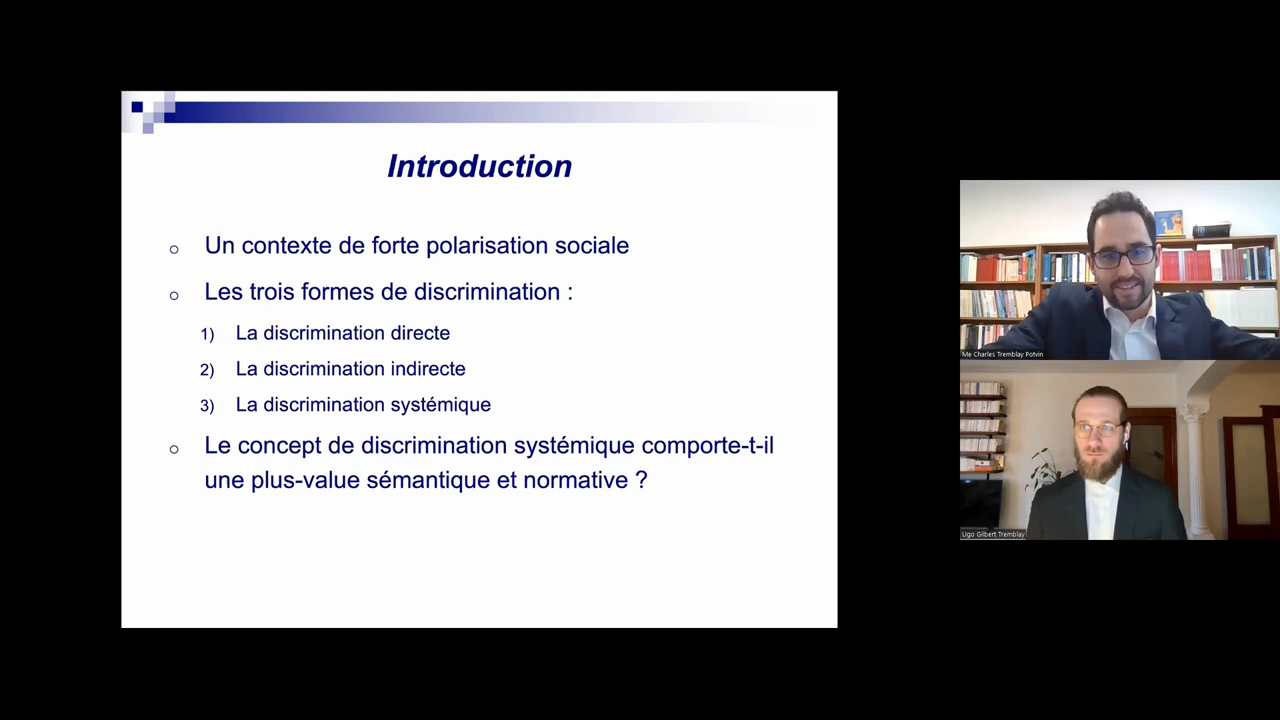 Introduction
Un contexte de forte polarisation sociale
Les trois formes de discrimination :
1) La discrimination directe
2) La discrimination indirecte
3) La discrimination systémique
Le concept de discrimination systémique comporte-t-il
une plus-value sémantique et normative ?
Me Charles Tremblay Potvin
Ugo Gilbert Tremblay